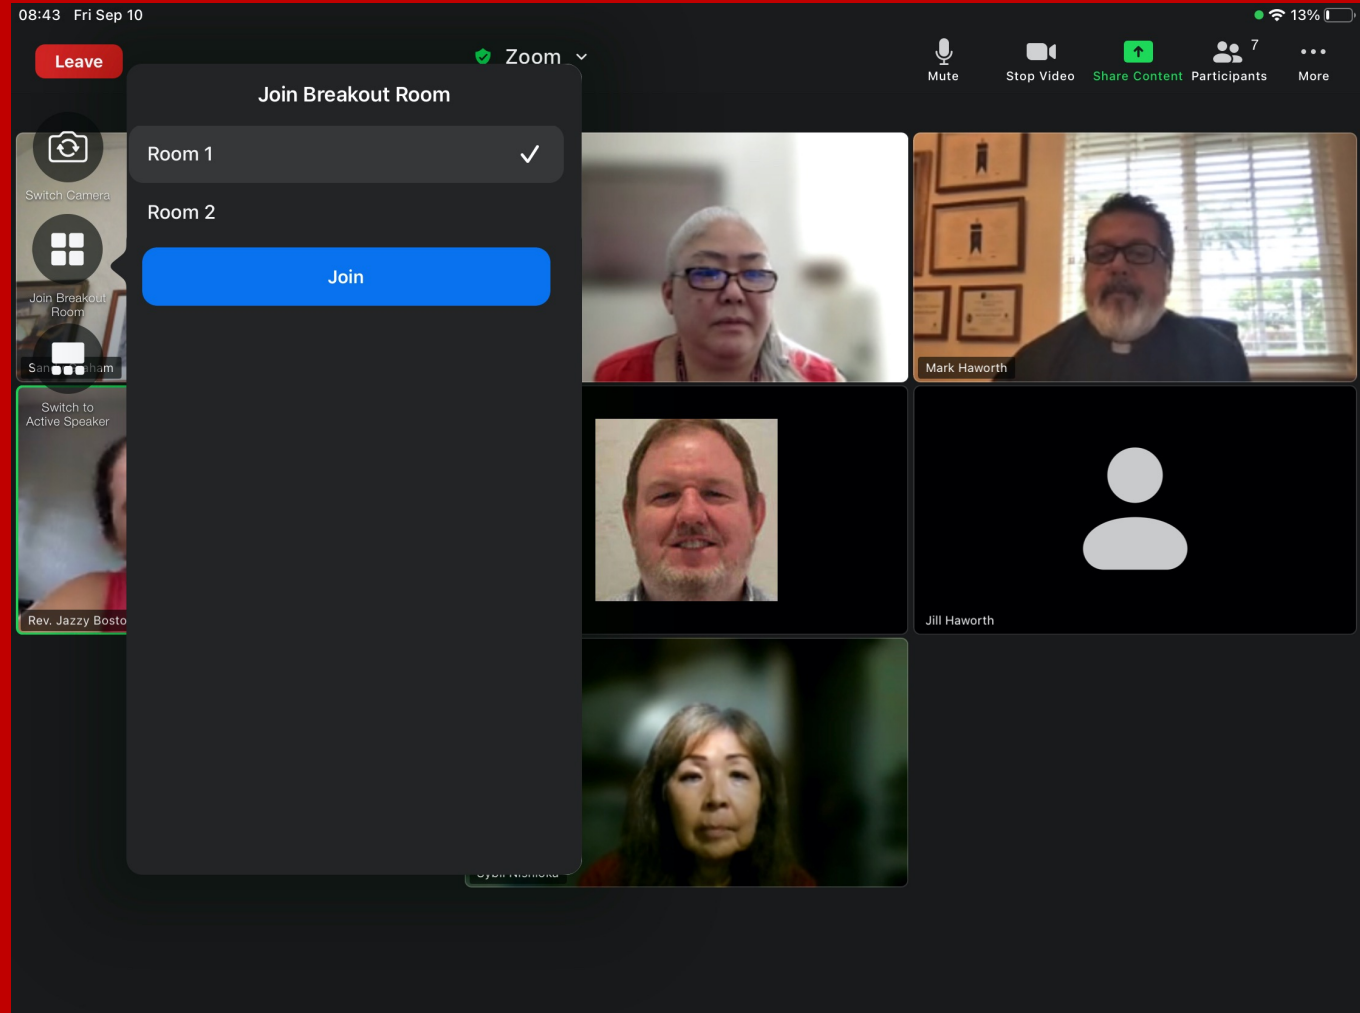 08:43 Fri Sep 10
13%
Leave
Zoom
7
Mute
Stop Video
Share Content
Participants
More
Join Breakout Room
Room 1
Room 2
Join
Switch Camera
Join Breakout
Room
Switch to
Active Speaker
Mark Haworth
Rev. Jazzy Bosto
Jill Haworth
Sybil Nishioka